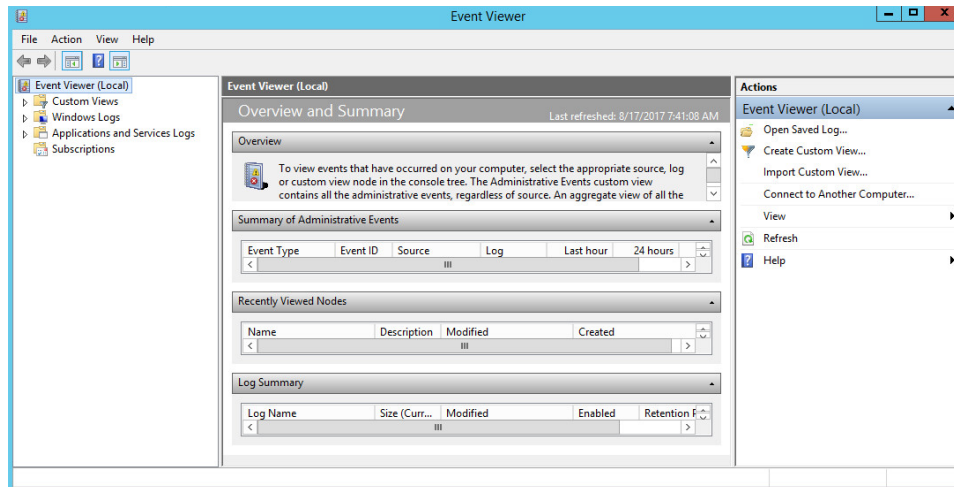 Event Viewer
File Action View Help
Event Viewer (Local)
Custom Views
Windows Logs
Applications and Services Logs
Subscriptions
Event Viewer (Local)
Overview and Summary Last refreshed: 8/17/2017 7:41:08 AM
Overview
To view events that have occurred on your computer, select the appropriate source, log
or custom view node in the console tree. The Administrative Events custom view
contains all the administrative events, regardless of source. An aggregate view of all the
Summary of Administrative Events
Event Type Event ID Source Log Last hour 24 hours
Recently Viewed Nodes
Name Description Modified Created
Log Summary
Log Name Size (Curr... Modified Enabled Retention P
Actions
Event Viewer (Local)
Open Saved Log...
Create Custom View...
Import Custom View...
Connect to Another Computer...
View
Refresh
Help